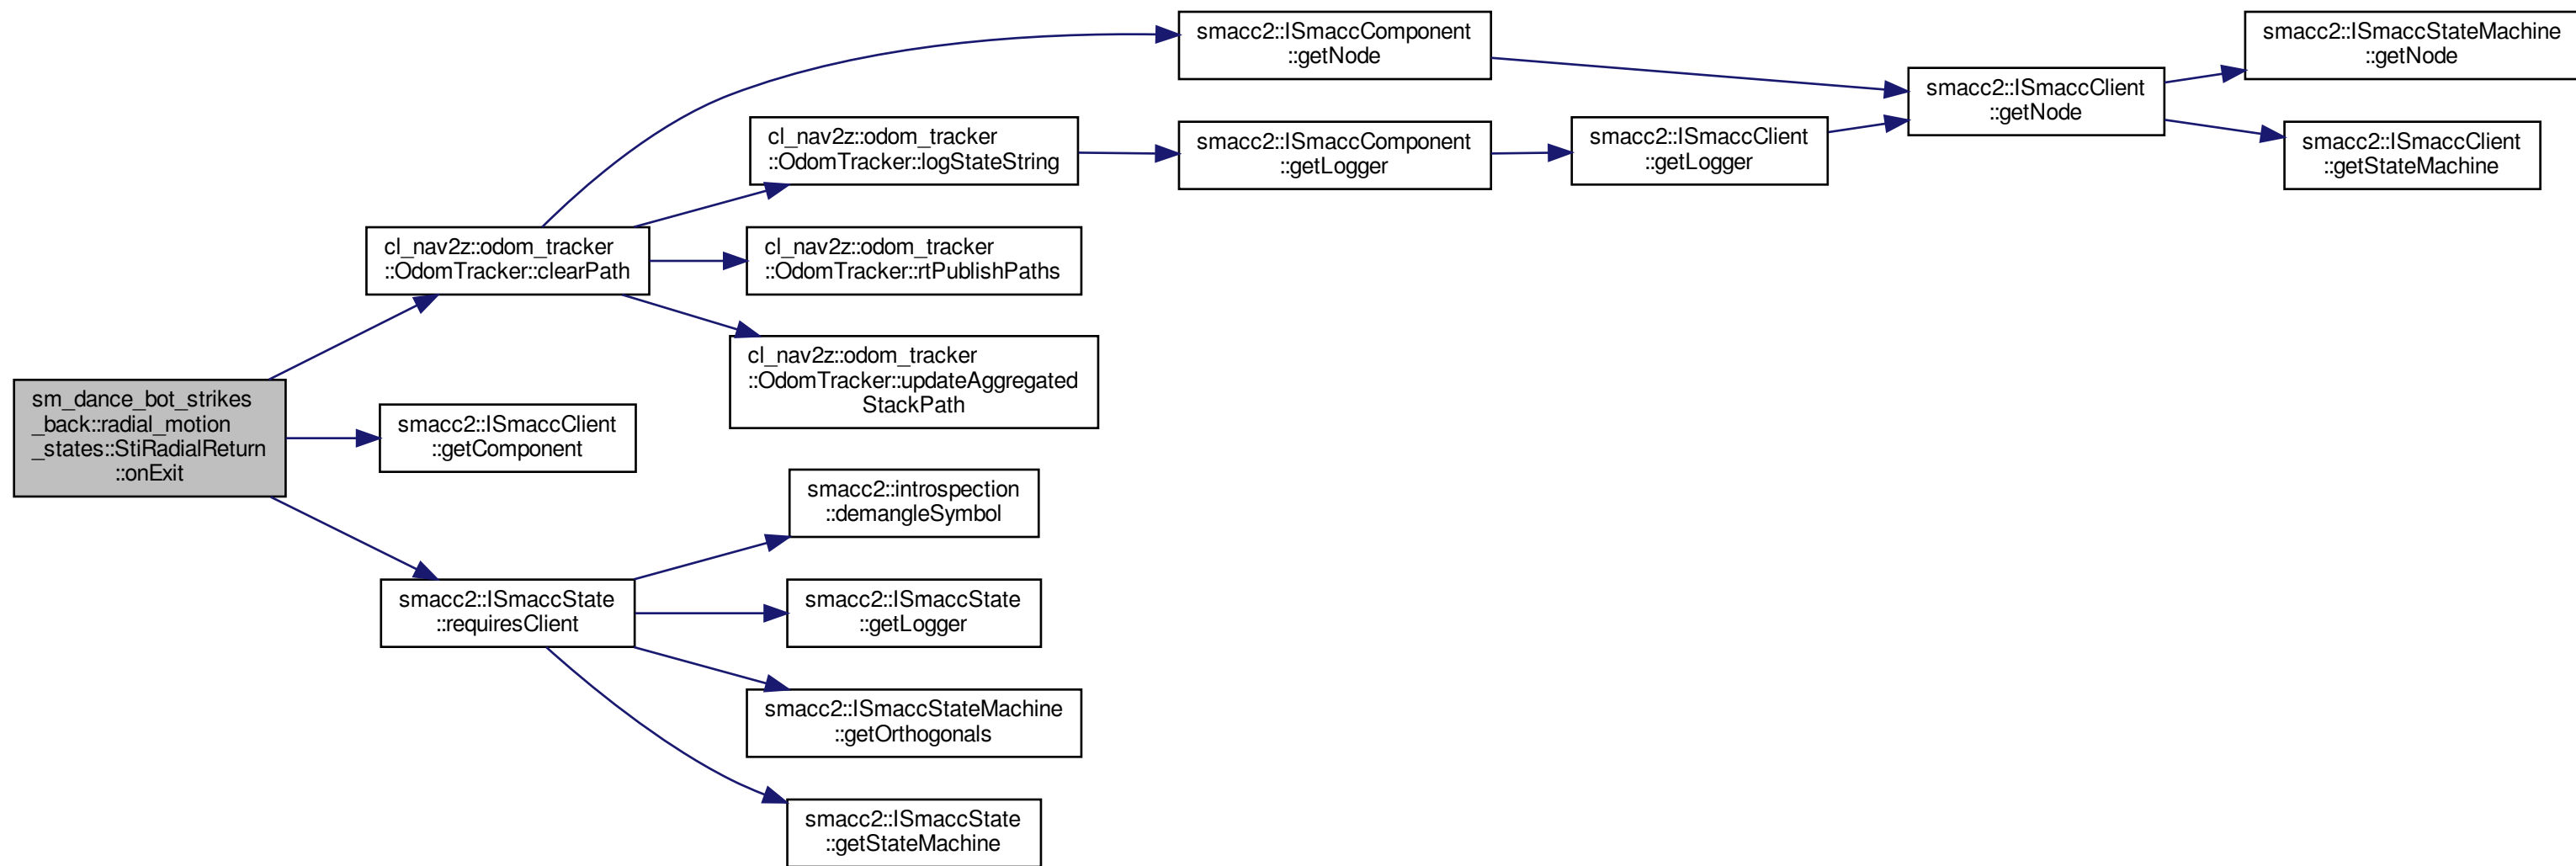 sm_dance_bot_strikes
_back::radial_motion
_states::StiRadialReturn
::onExit
cl_nav2z::odom_tracker
::OdomTracker::clearPath
smacc2::ISmaccClient
::getComponent
smacc2::ISmaccState
::requiresClient
smacc2::ISmaccComponent
::getNode
cl_nav2z::odom_tracker
::OdomTracker::logStateString
cl_nav2z::odom_tracker
::OdomTracker::rtPublishPaths
cl_nav2z::odom_tracker
::OdomTracker::updateAggregated
StackPath
smacc2::introspection
::demangleSymbol
smacc2::ISmaccState
::getLogger
smacc2::ISmaccStateMachine
::getOrthogonals
smacc2::ISmaccState
::getStateMachine
smacc2::ISmaccComponent
::getLogger
smacc2::ISmaccClient
::getLogger
smacc2::ISmaccClient
::getNode
smacc2::ISmaccStateMachine
::getNode
smacc2::ISmaccClient
::getStateMachine